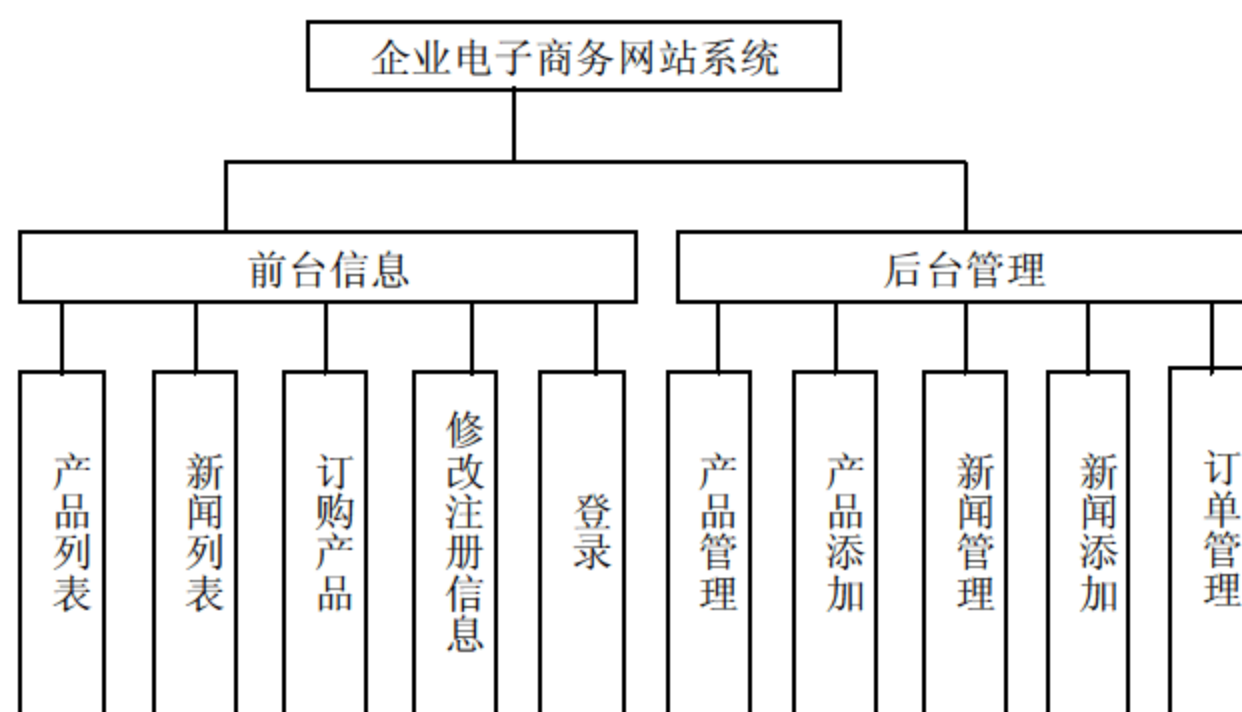 企业电子商务网站系统
前台信息
后台管理
产品列表
新闻列表
订购产品
修改注册信息
登录
产品管理
产品添加
新闻管理
新闻添加
订单管理